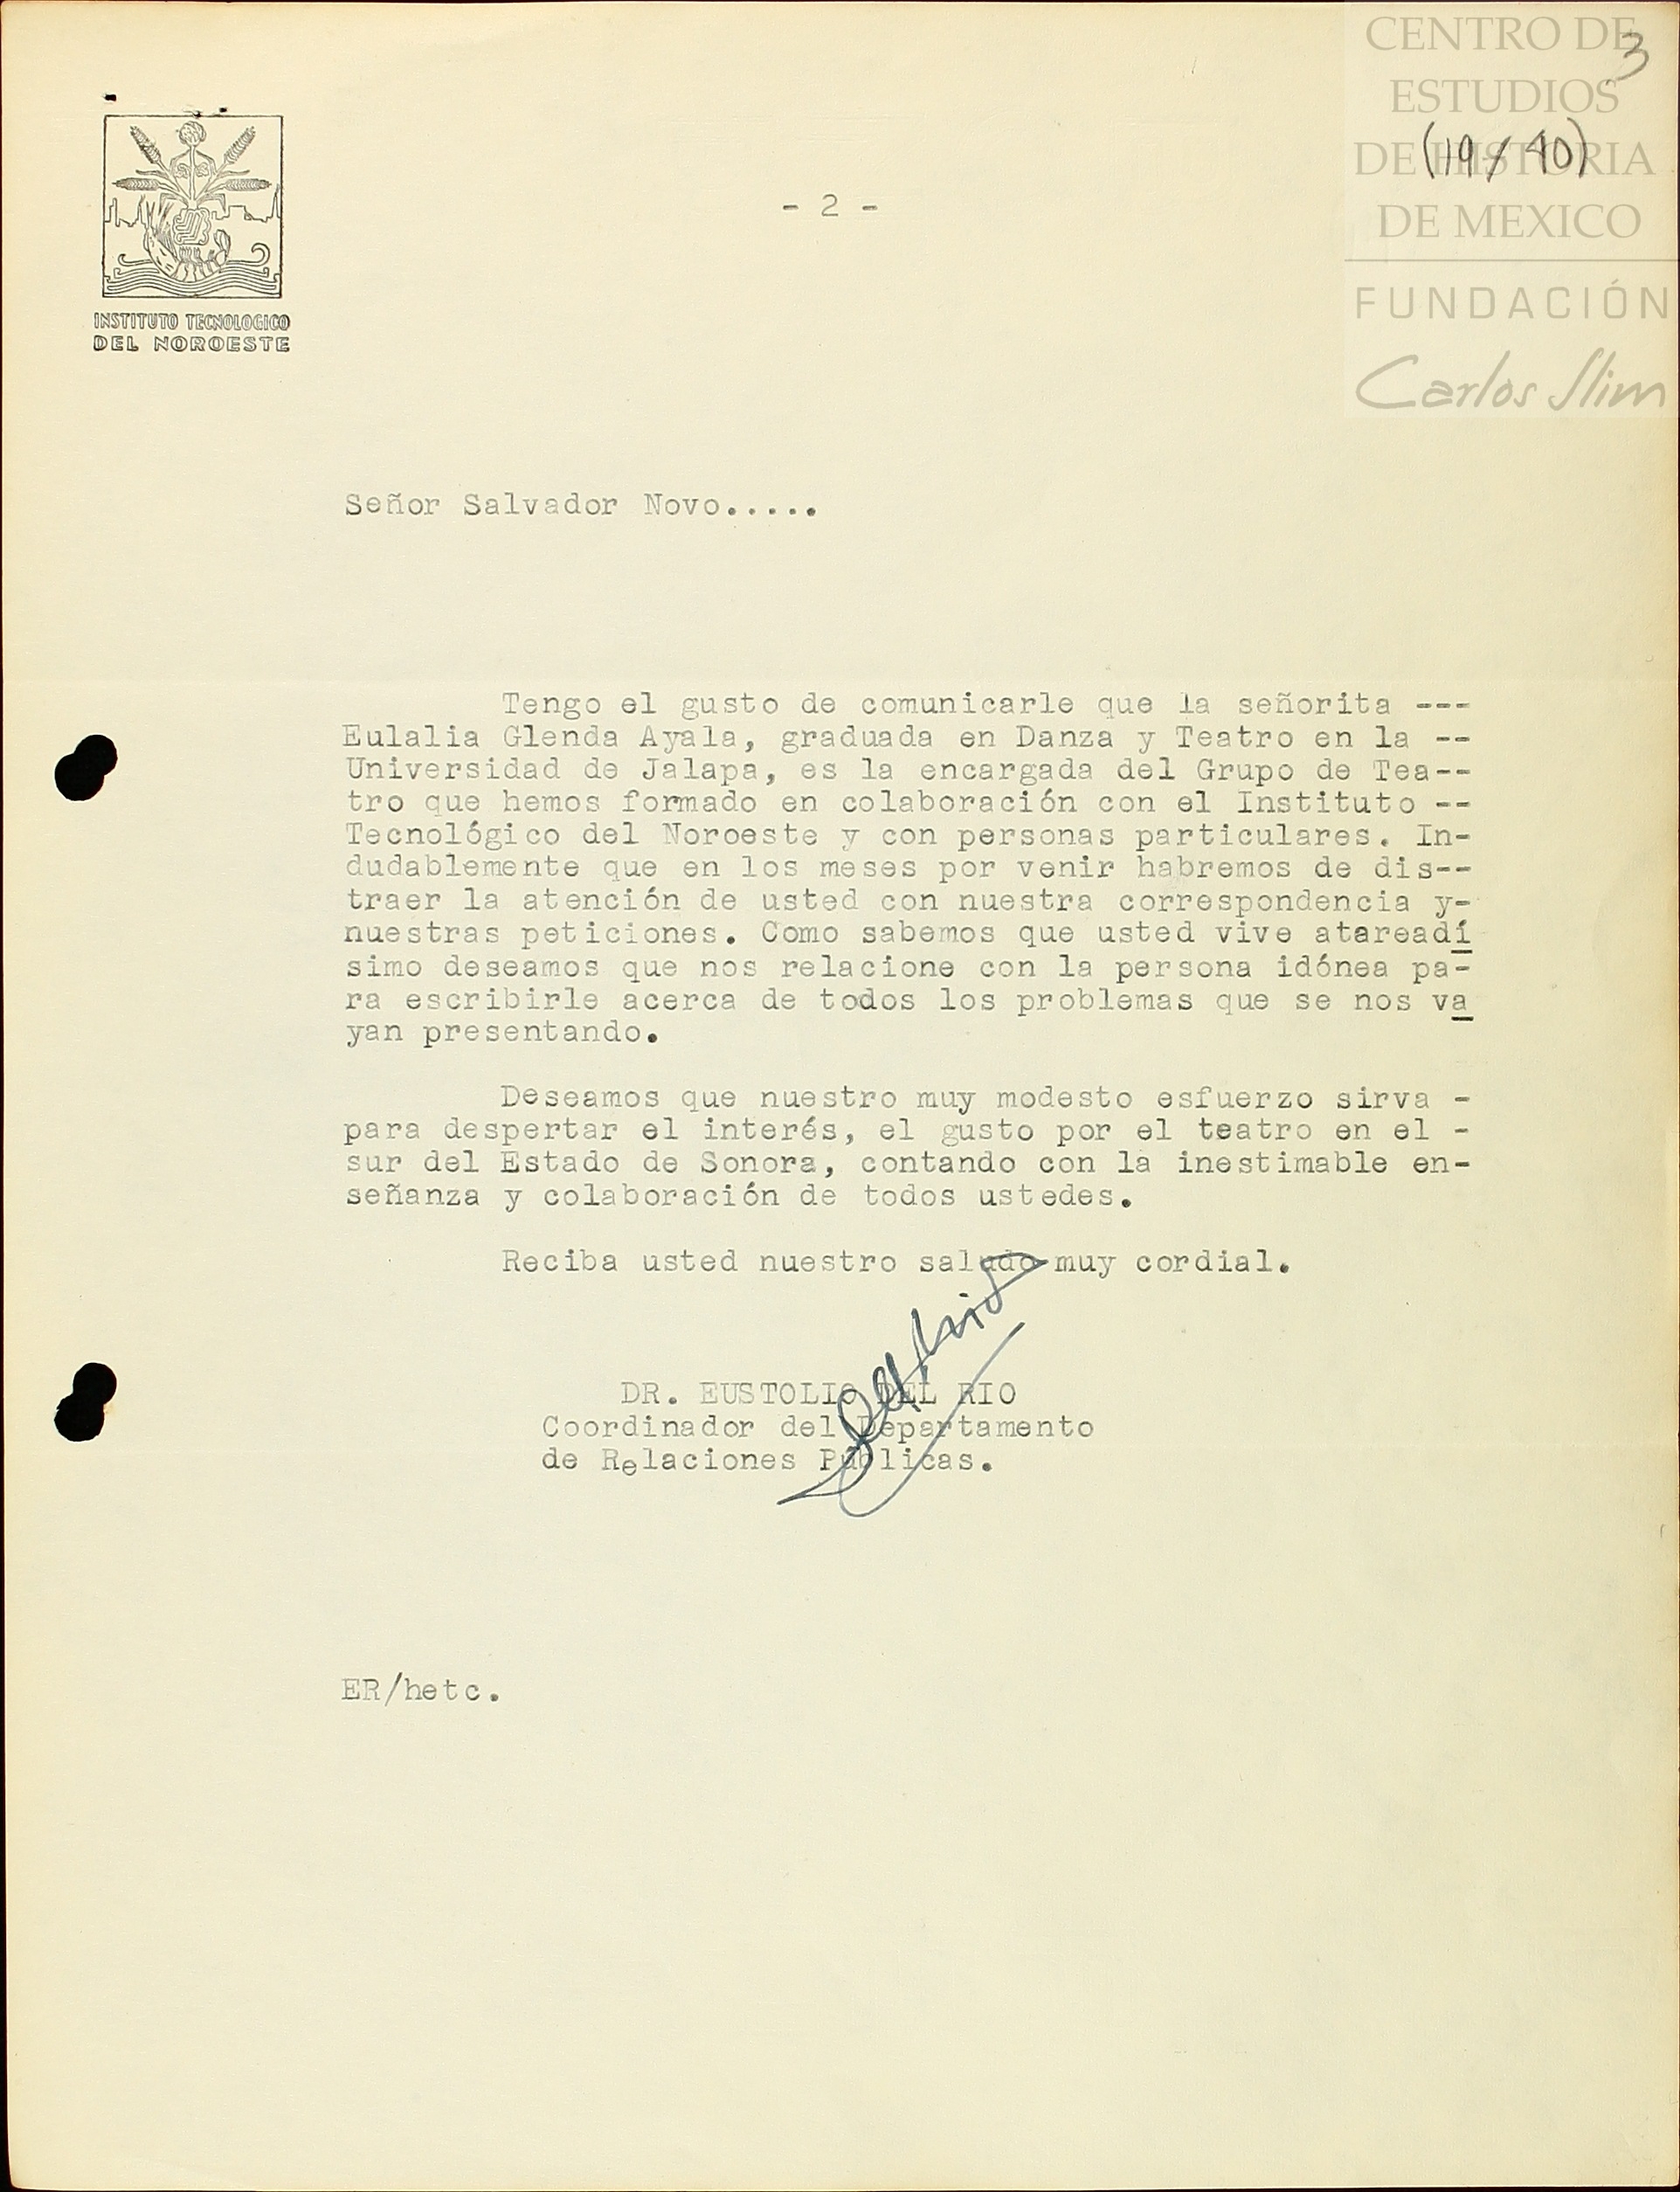 CENTRO DE
ESTUDIOS
DE HISTORIA
DE MEXICO
FUNDACIÓN
Carlos Slim
3
(19/40)
INSTITUTO TECNOLOGICO
DEL NOROESTE
- 2 -
Señor Salvador Novo.....
Tengo el gusto de comunicarle que la señorita ---
Eulalia Glenda Ayala, graduada en Danza y Teatro en la --
Universidad de Jalapa, es la encargada del Grupo de Tea--
tro que hemos formado en colaboración con el Instituto --
Tecnológico del Noroeste y con personas particulares. In-
dudablemente que en los meses por venir habremos de dis--
traer la atención de usted con nuestra correspondencia y-
nuestras peticiones. Como sabemos que usted vive atareadí
simo deseamos que nos relacione con la persona idónea pa-
ra escribirle acerca de todos los problemas que se nos va
yan presentando.
Deseamos que nuestro muy modesto esfuerzo sirva -
para despertar el interés, el gusto por el teatro en el -
sur del Estado de Sonora, contando con la inestimable en-
señanza y colaboración de todos ustedes.
Reciba usted nuestro saludo muy cordial.
DR. EUSTOLIO DEL RIO
Coordinador del Departamento
de Relaciones Públicas.
ER/hetc.